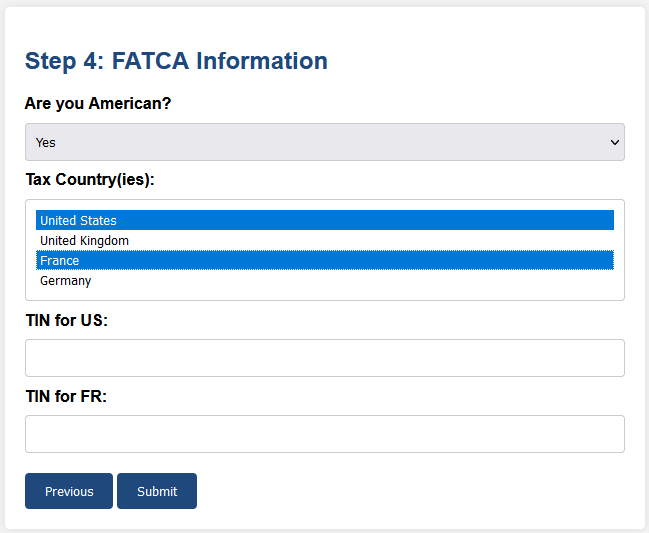 Step 4: FATCA Information
Are you American?
Yes
Tax Country(ies):
United States
United Kingdom
France
Germany
TIN for US:
TIN for FR:
Previous Submit